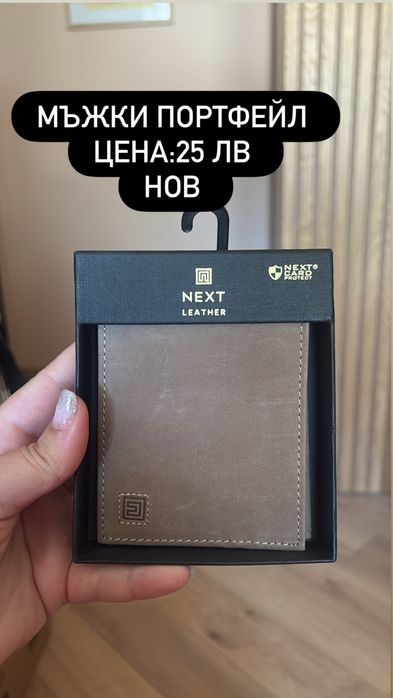 МЪЖКИ ПОРТФЕЙЛ
ЦЕНА:25 ЛВ
НОВ
NEXT
LEATHER
NEXT®
CARD
PROTECT